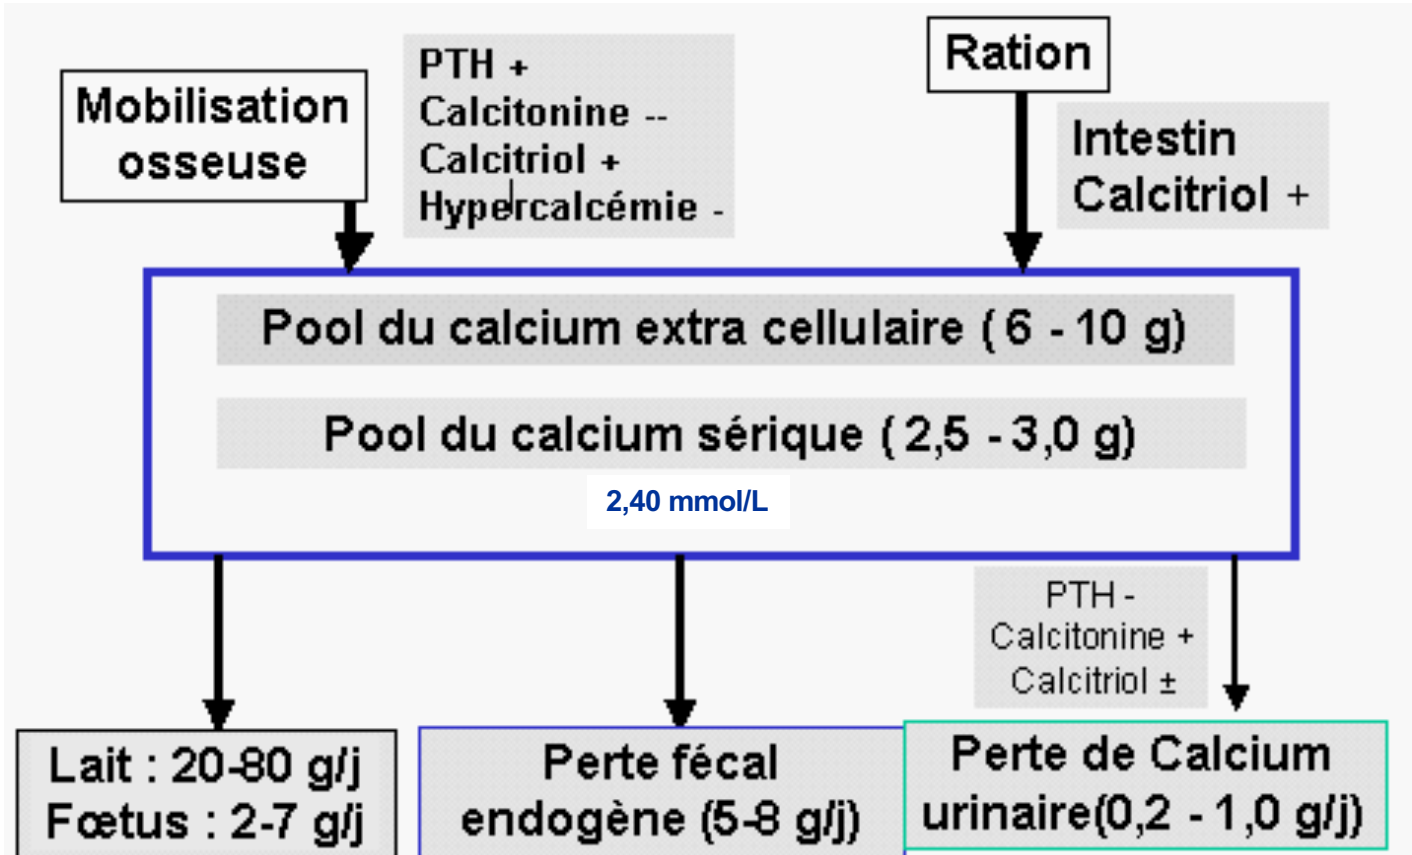 Mobilisation
osseuse
PTH +
Calcitonine --
Calcitriol +
Hypercalcémie -
Ration
Intestin
Calcitriol +
Pool du calcium extra cellulaire ( 6 - 10 g)
Pool du calcium sérique ( 2,5 - 3,0 g)
2,40 mmol/L
PTH -
Calcitonine +
Calcitriol ±
Lait : 20-80 g/j
Fœtus : 2-7 g/j
Perte fécal
endogène (5-8 g/j)
Perte de Calcium
urinaire(0,2 - 1,0 g/j)